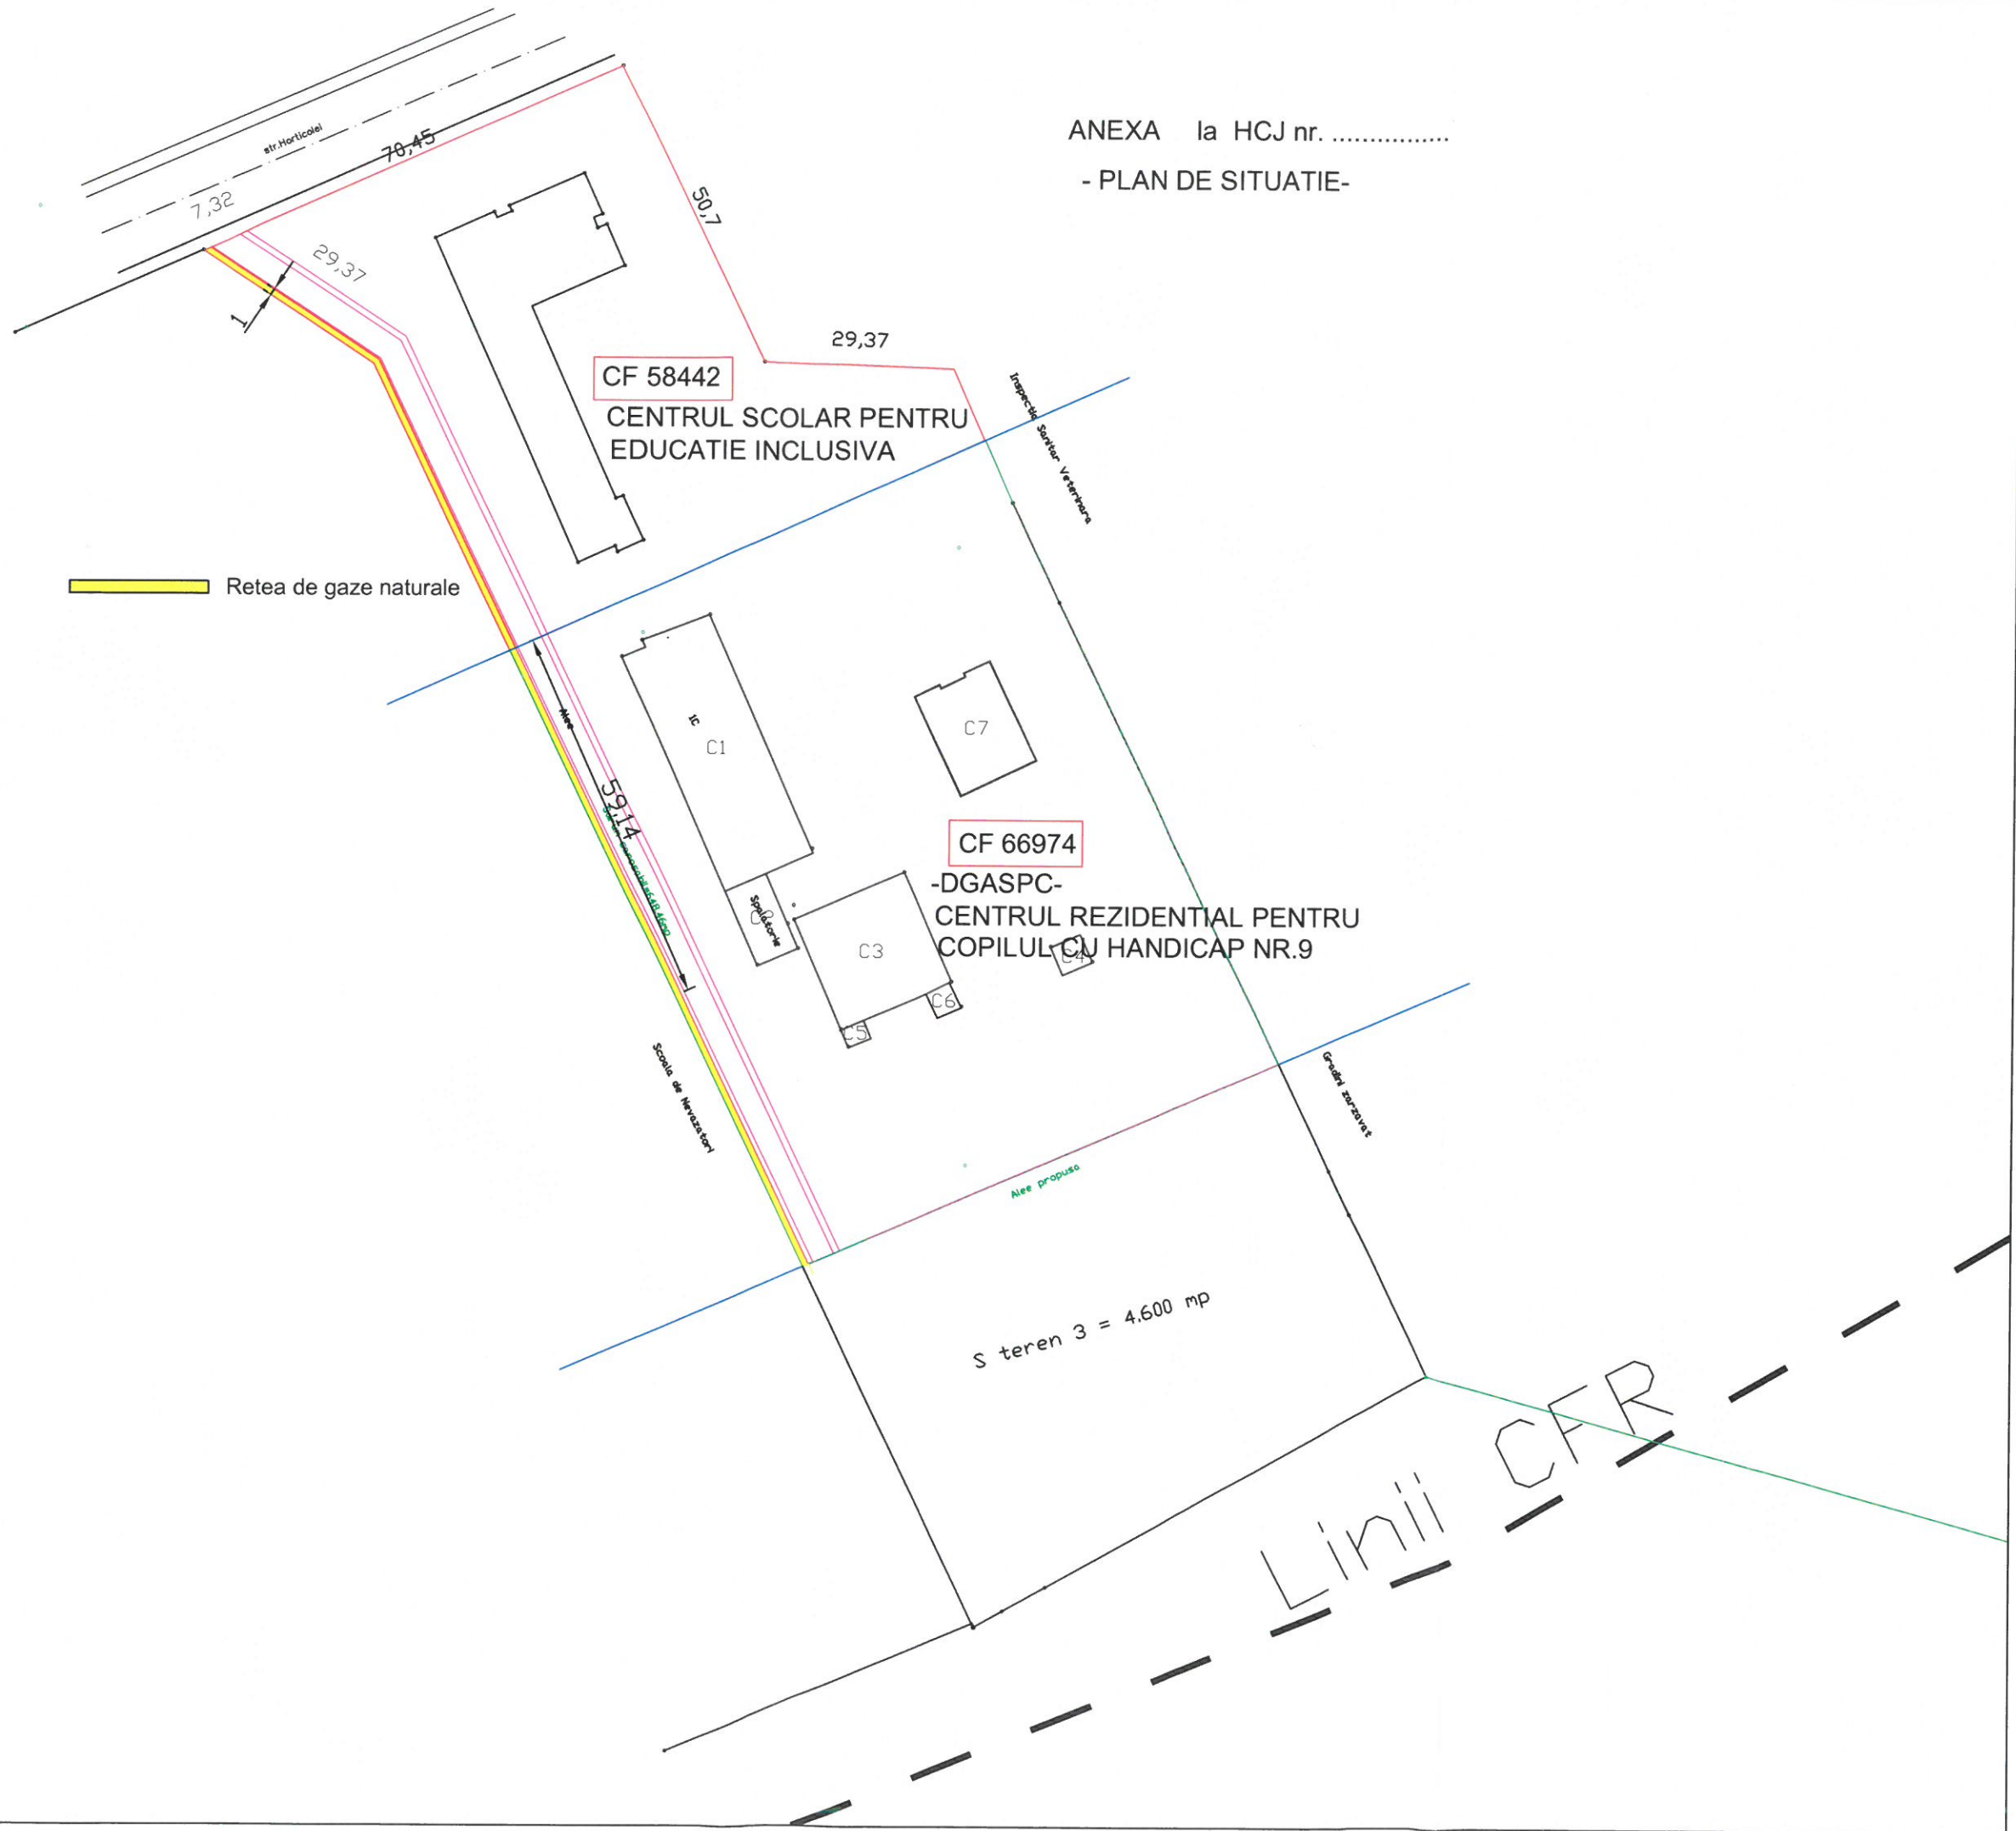 ANEXA la HCJ nr. ................
- PLAN DE SITUATIE-
str.Horticolei
70,45
7,32
29,37
1
50,7
29,37
CF 58442
CENTRUL SCOLAR PENTRU
EDUCATIE INCLUSIVA
Inspectia Sanitar Veterinara
Retea de gaze naturale
Alee
1C
C1
C7
59,14
CF 66974
-DGASPC-
CENTRUL REZIDENTIAL PENTRU
COPILUL CU HANDICAP NR.9
Spalatorie
C3
C4
C6
C5
Scoala de Nevazatori
Gradini zarzavat
Alee propusa
S teren 3 = 4.600 mp
Linii CFR